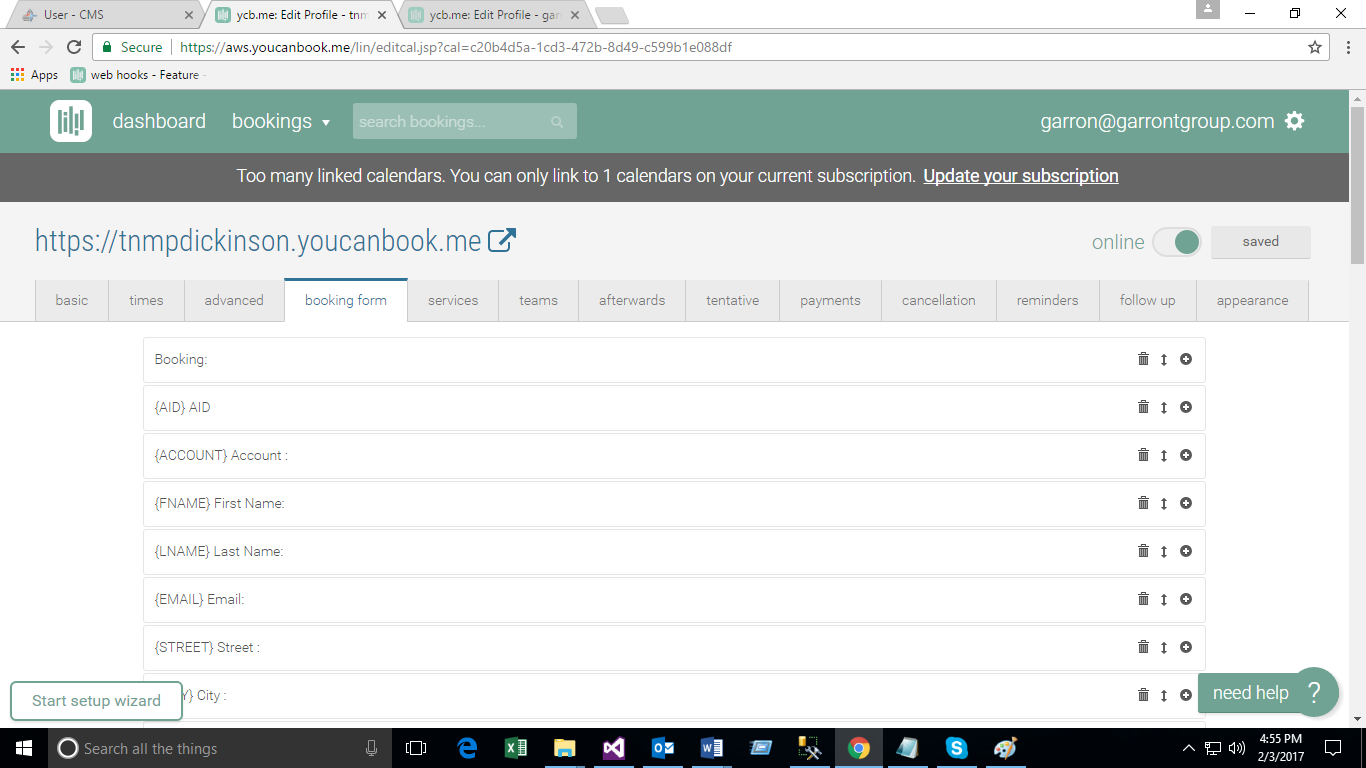 User - CMS
ycb.me: Edit Profile - tnm
ycb.me: Edit Profile - gar
Secure
https://aws.youcanbook.me/lin/editcal.jsp?cal=c20b4d5a-1cd3-472b-8d49-c599b1e088df
Apps
web hooks - Feature
dashboard
bookings
search bookings...
garron@garrontgroup.com
Too many linked calendars. You can only link to 1 calendars on your current subscription. Update your subscription
https://tnmpdickinson.youcanbook.me
online
saved
basic
times
advanced
booking form
services
teams
afterwards
tentative
payments
cancellation
reminders
follow up
appearance
Booking:
{AID} AID
{ACCOUNT} Account :
{FNAME} First Name:
{LNAME} Last Name:
{EMAIL} Email:
{STREET} Street :
Y} City :
Start setup wizard
need help ?
Search all the things
4:55 PM
2/3/2017